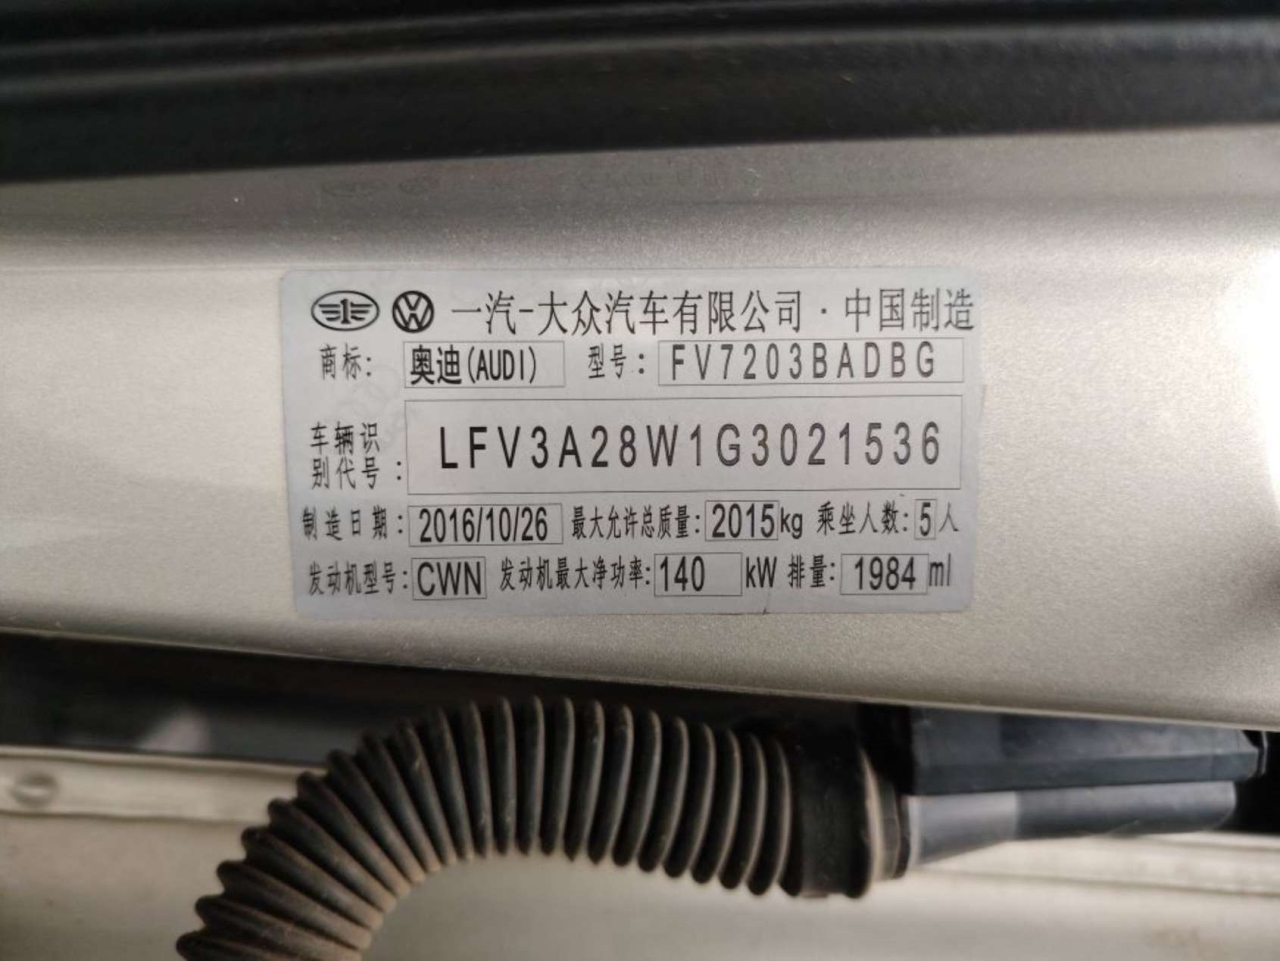 一汽-大众汽车有限公司·中国制造
商标: 奥迪(AUDI) 型号: FV7203BADBG
车辆识别代号: LFV3A28W1G3021536
制造日期: 2016/10/26 最大允许总质量: 2015kg 乘坐人数: 5人
发动机型号: CWN 发动机最大净功率: 140 kW 排量: 1984 ml